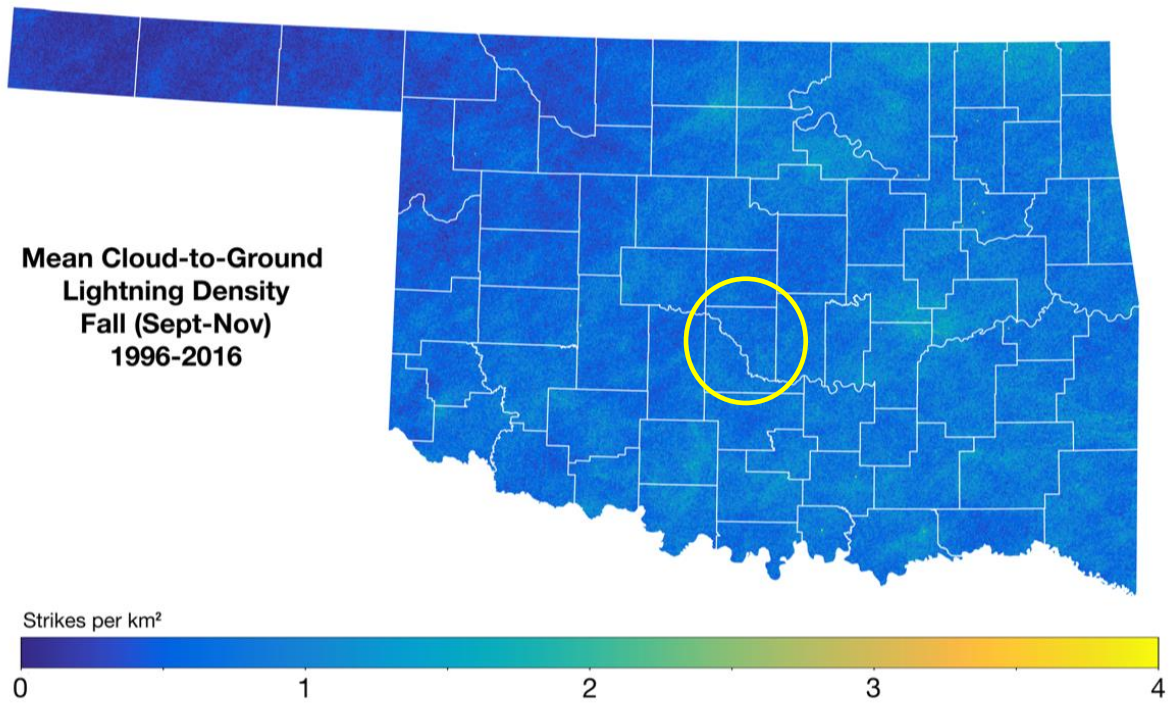 Mean Cloud-to-Ground
Lightning Density
Fall (Sept-Nov)
1996-2016
Strikes per km²
0 1 2 3 4